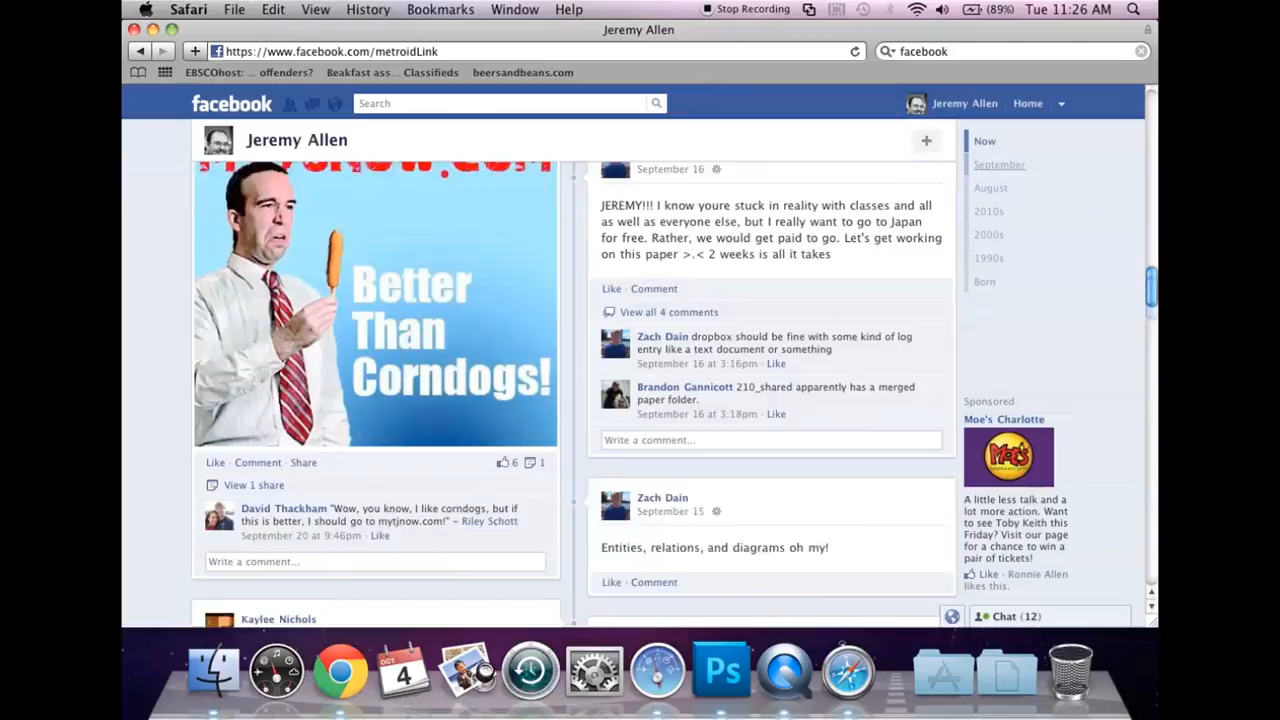 Safari File Edit View History Bookmarks Window Help Stop Recording (89%) Tue 11:26 AM
Jeremy Allen
https://www.facebook.com/metroidLink
facebook
EBSCOhost: ... offenders? Beakfast ass... Classifieds beersandbeans.com
facebook Search Jeremy Allen Home
Jeremy Allen
Better
Than
Corndogs!
Like · Comment · Share 6 1
View 1 share
David Thackham "Wow, you know, I like corndogs, but if
this is better, I should go to mytjnow.com!" – Riley Schott
September 20 at 9:46pm · Like
Write a comment...
Kaylee Nichols
September 16
JEREMY!!! I know youre stuck in reality with classes and all
as well as everyone else, but I really want to go to Japan
for free. Rather, we would get paid to go. Let's get working
on this paper >.< 2 weeks is all it takes
Like · Comment
View all 4 comments
Zach Dain dropbox should be fine with some kind of log
entry like a text document or something
September 16 at 3:16pm · Like
Brandon Gannicott 210_shared apparently has a merged
paper folder.
September 16 at 3:18pm · Like
Write a comment...
Zach Dain
September 15
Entities, relations, and diagrams oh my!
Like · Comment
Now
September
August
2010s
2000s
1990s
Born
Sponsored
Moe's Charlotte
MOE'S
A little less talk and a
lot more action. Want
to see Toby Keith this
Friday? Visit our page
for a chance to win a
pair of tickets!
Like · Ronnie Allen
likes this.
Chat (12)
OCT
4
Ps